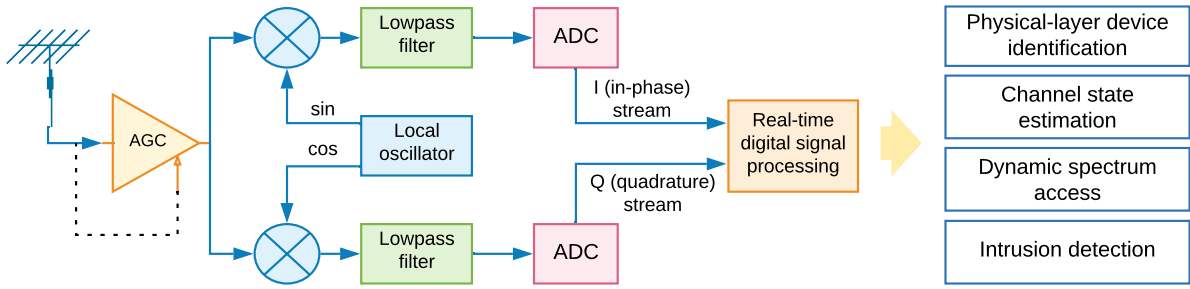 AGC
sin
cos
Local
oscillator
Lowpass
filter
ADC
I (in-phase)
stream
Lowpass
filter
ADC
Q (quadrature)
stream
Real-time
digital signal
processing
Physical-layer device
identification
Channel state
estimation
Dynamic spectrum
access
Intrusion detection